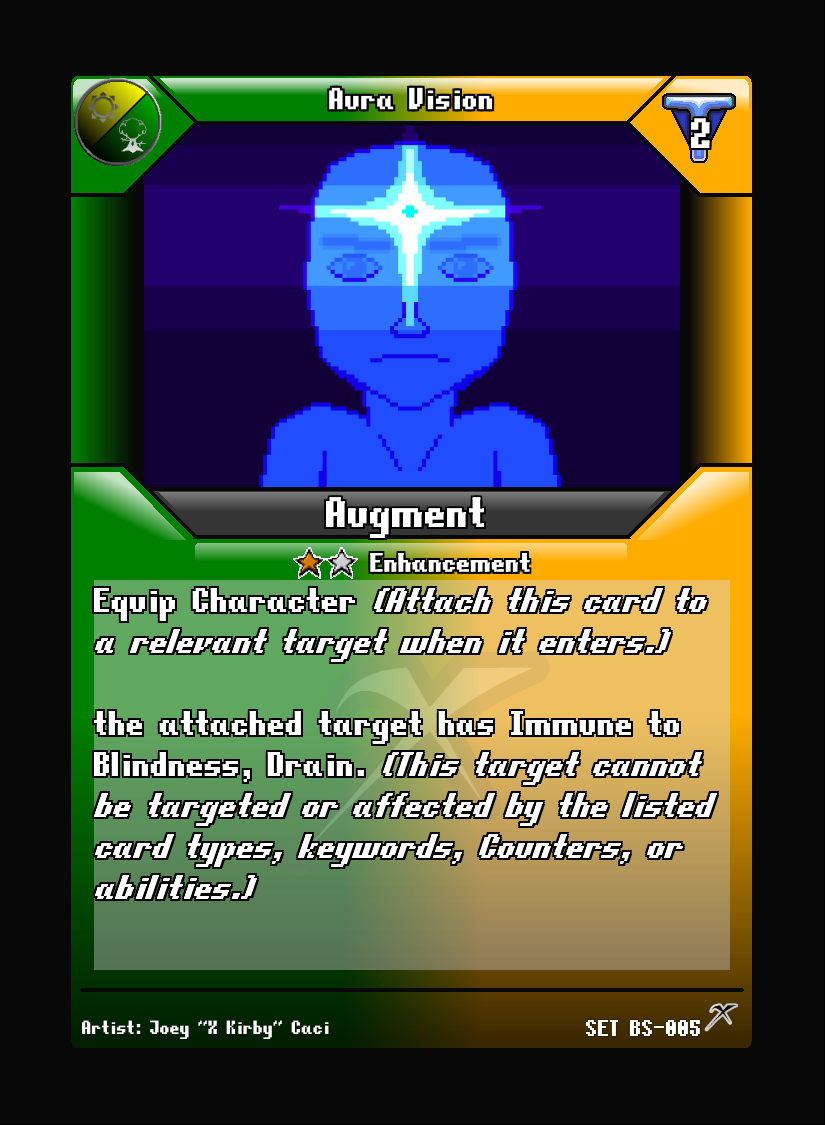 Aura Vision
2
Augment
Enhancement
Equip Character (Attach this card to
a relevant target when it enters.)
the attached target has Immune to
Blindness, Drain. (This target cannot
be targeted or affected by the listed
card types, keywords, Counters, or
abilities.)
Artist: Joey "X Kirby" Caci
SET BS-005